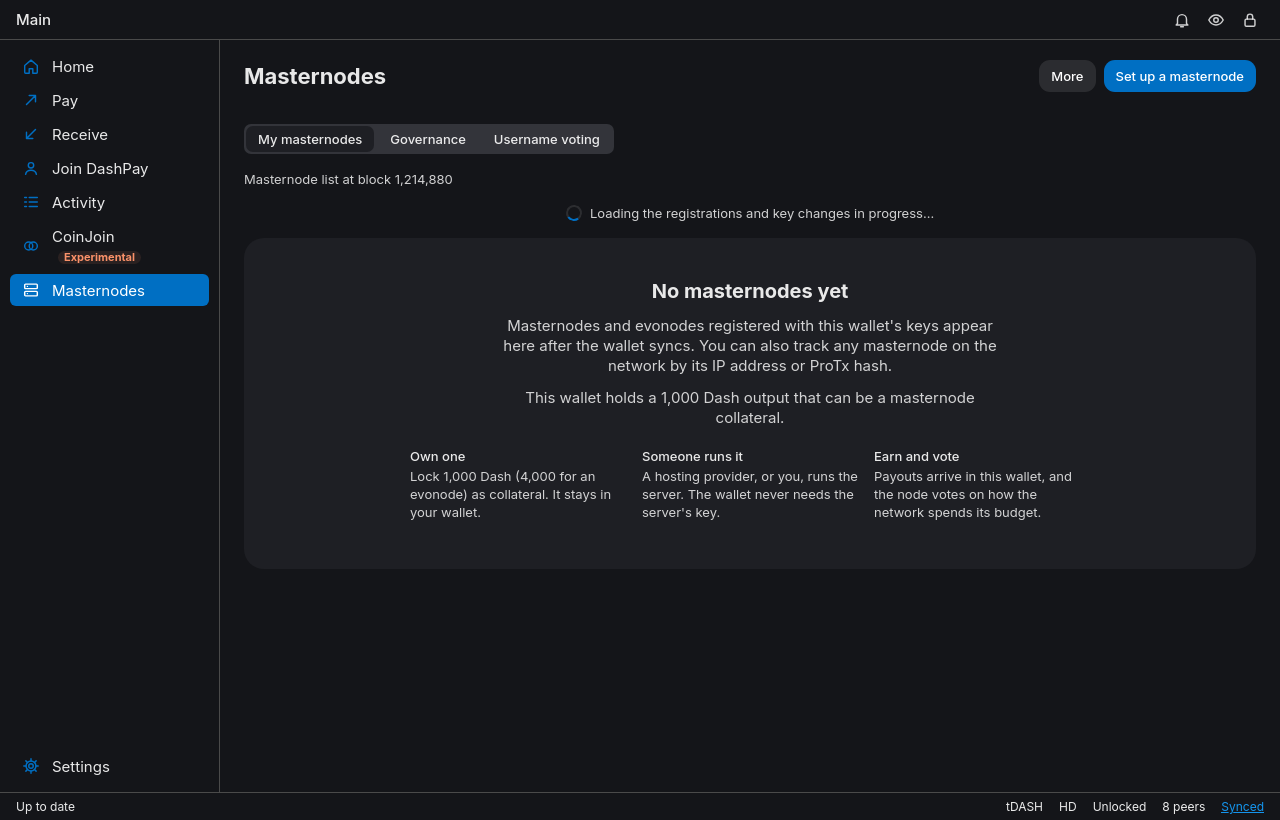 Main
Home
Pay
Receive
Join DashPay
Activity
CoinJoin
Experimental
Masternodes
Settings
Masternodes
More
Set up a masternode
My masternodes
Governance
Username voting
Masternode list at block 1,214,880
Loading the registrations and key changes in progress...
No masternodes yet
Masternodes and evonodes registered with this wallet's keys appear
here after the wallet syncs. You can also track any masternode on the
network by its IP address or ProTx hash.
This wallet holds a 1,000 Dash output that can be a masternode
collateral.
Own one
Lock 1,000 Dash (4,000 for an
evonode) as collateral. It stays in
your wallet.
Someone runs it
A hosting provider, or you, runs the
server. The wallet never needs the
server's key.
Earn and vote
Payouts arrive in this wallet, and
the node votes on how the
network spends its budget.
Up to date
tDASH
HD
Unlocked
8 peers
Synced